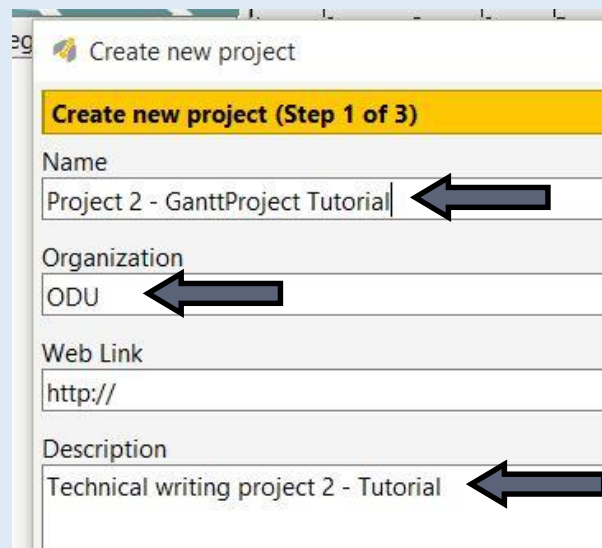 eg
Create new project
Create new project (Step 1 of 3)
Name
Project 2 - GanttProject Tutorial
Organization
ODU
Web Link
http://
Description
Technical writing project 2 - Tutorial